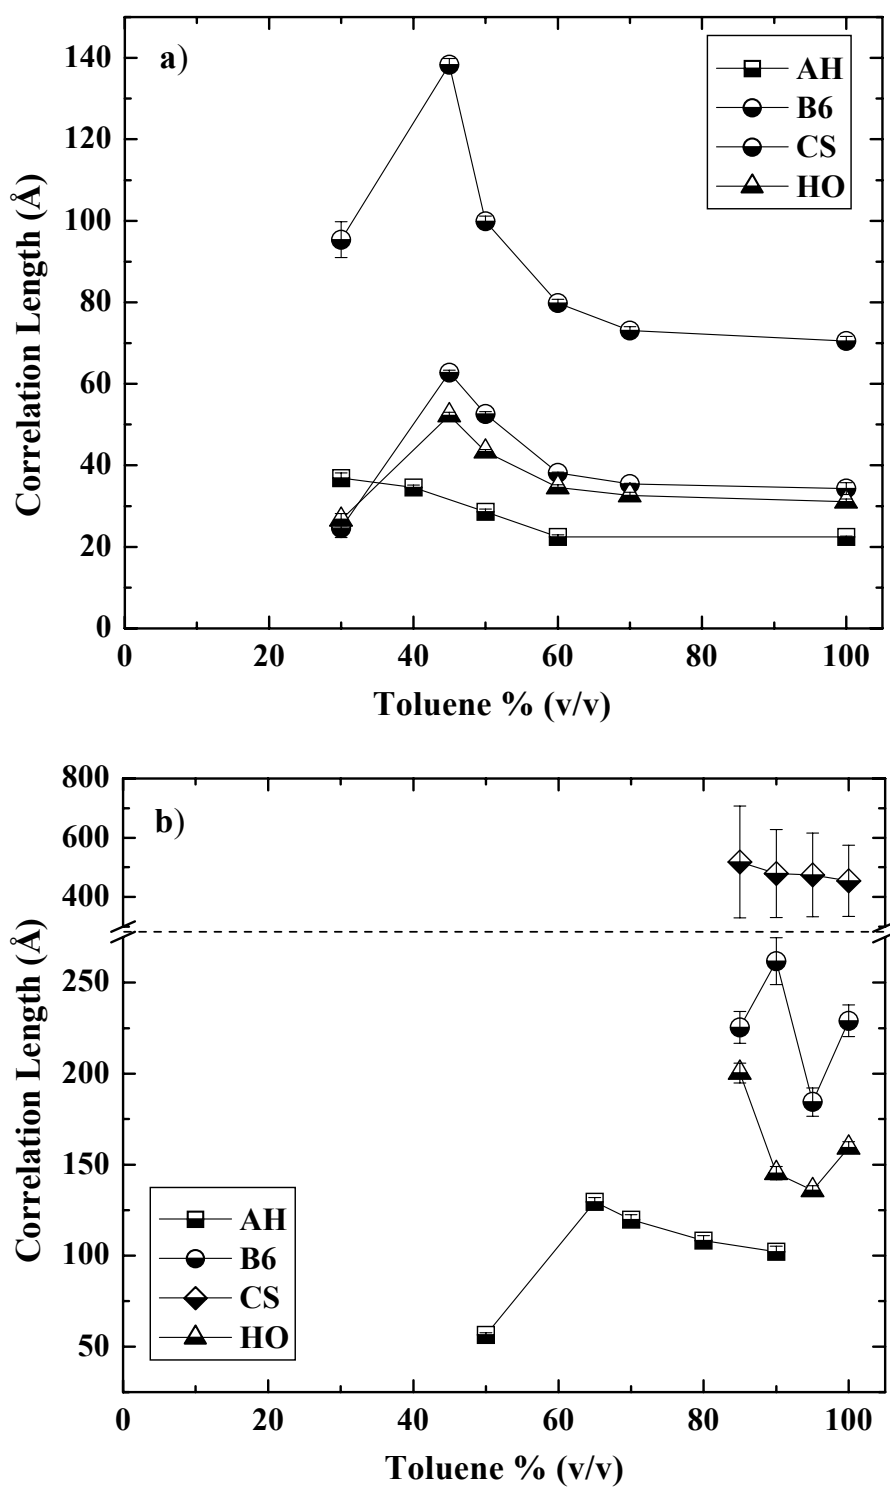 a)
AH
B6
CS
HO
140
120
100
80
60
40
20
0
Correlation Length (Å)
0 20 40 60 80 100
Toluene % (v/v)
b)
800
600
400
250
200
150
100
50
Correlation Length (Å)
AH
B6
CS
HO
0 20 40 60 80 100
Toluene % (v/v)